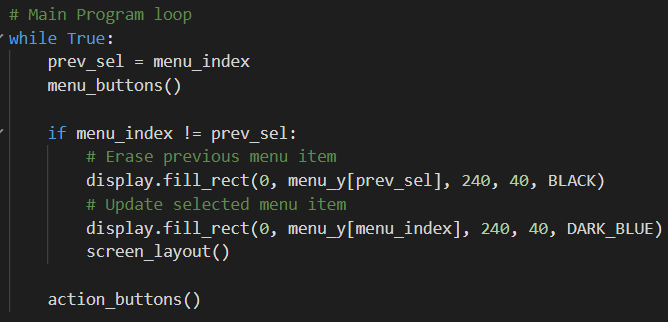 # Main Program loop
while True:
    prev_sel = menu_index
    menu_buttons()

    if menu_index != prev_sel:
        # Erase previous menu item
        display.fill_rect(0, menu_y[prev_sel], 240, 40, BLACK)
        # Update selected menu item
        display.fill_rect(0, menu_y[menu_index], 240, 40, DARK_BLUE)
        screen_layout()

    action_buttons()